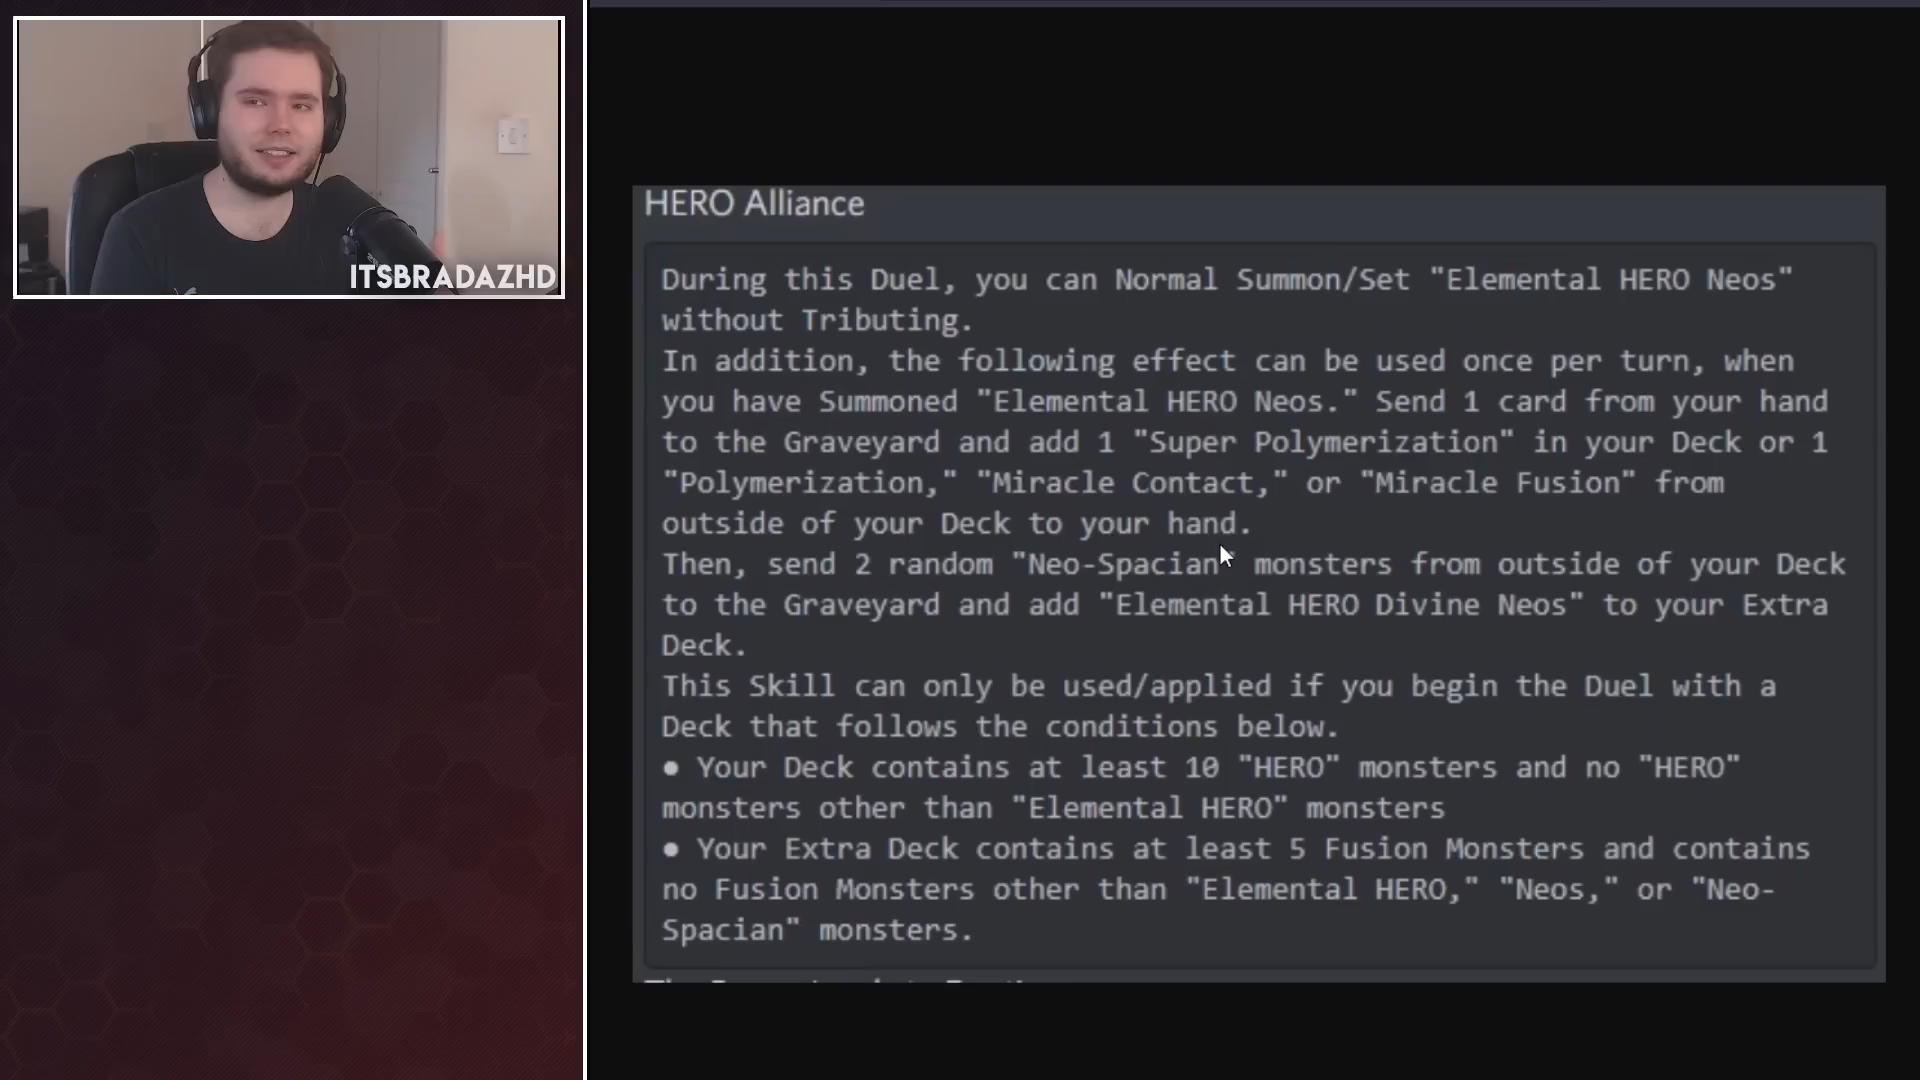 ITSBRADAZHD
HERO Alliance
During this Duel, you can Normal Summon/Set "Elemental HERO Neos"
without Tributing.
In addition, the following effect can be used once per turn, when
you have Summoned "Elemental HERO Neos." Send 1 card from your hand
to the Graveyard and add 1 "Super Polymerization" in your Deck or 1
"Polymerization," "Miracle Contact," or "Miracle Fusion" from
outside of your Deck to your hand.
Then, send 2 random "Neo-Spacian" monsters from outside of your Deck
to the Graveyard and add "Elemental HERO Divine Neos" to your Extra
Deck.
This Skill can only be used/applied if you begin the Duel with a
Deck that follows the conditions below.
● Your Deck contains at least 10 "HERO" monsters and no "HERO"
monsters other than "Elemental HERO" monsters
● Your Extra Deck contains at least 5 Fusion Monsters and contains
no Fusion Monsters other than "Elemental HERO," "Neos," or "Neo-
Spacian" monsters.